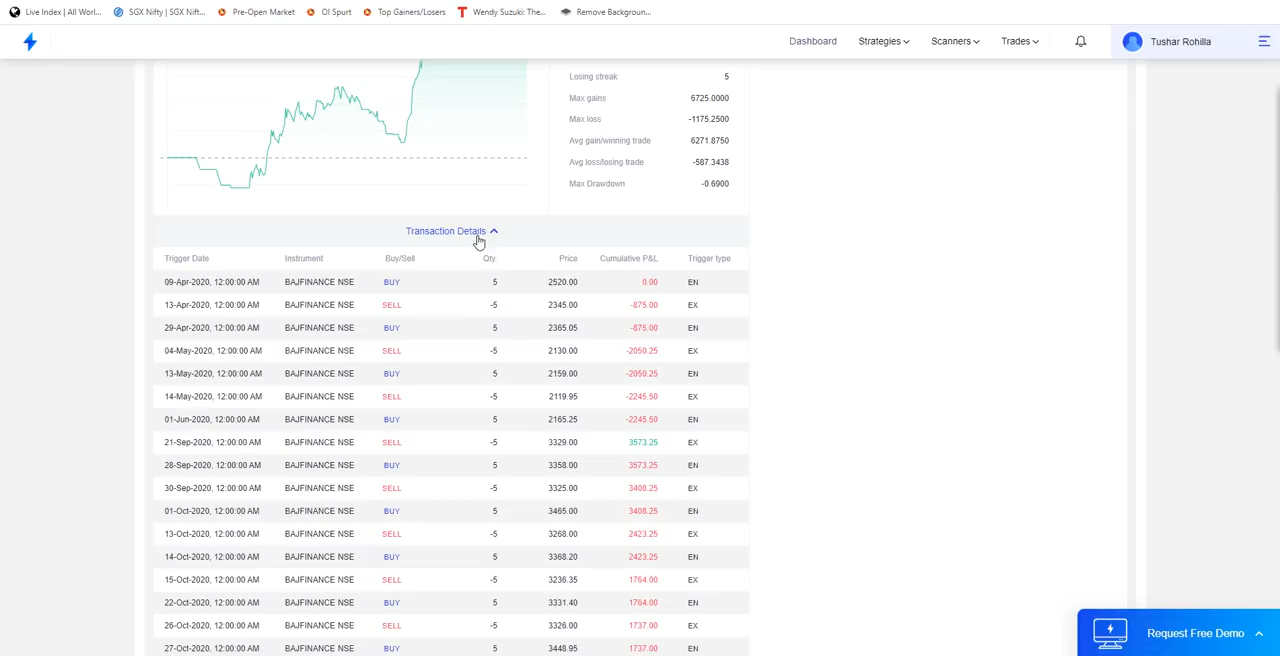 Live Index | All Worl... SGX Nifty | SGX Nift... Pre-Open Market OI Spurt Top Gainers/Losers Wendy Suzuki: The... Remove Backgroun...
Dashboard Strategies Scanners Trades Tushar Rohilla
Losing streak 5
Max gains 6725.0000
Max loss -1175.2500
Avg gain/winning trade 6271.8750
Avg loss/losing trade -587.3438
Max Drawdown -0.6900
Transaction Details
Trigger Date Instrument Buy/Sell Qty. Price Cumulative P&L Trigger type
09-Apr-2020, 12:00:00 AM BAJFINANCE NSE BUY 5 2520.00 0.00 EN
13-Apr-2020, 12:00:00 AM BAJFINANCE NSE SELL -5 2345.00 -875.00 EX
29-Apr-2020, 12:00:00 AM BAJFINANCE NSE BUY 5 2365.05 -875.00 EN
04-May-2020, 12:00:00 AM BAJFINANCE NSE SELL -5 2130.00 -2050.25 EX
13-May-2020, 12:00:00 AM BAJFINANCE NSE BUY 5 2159.00 -2050.25 EN
14-May-2020, 12:00:00 AM BAJFINANCE NSE SELL -5 2119.95 -2245.50 EX
01-Jun-2020, 12:00:00 AM BAJFINANCE NSE BUY 5 2165.25 -2245.50 EN
21-Sep-2020, 12:00:00 AM BAJFINANCE NSE SELL -5 3329.00 3573.25 EX
28-Sep-2020, 12:00:00 AM BAJFINANCE NSE BUY 5 3358.00 3573.25 EN
30-Sep-2020, 12:00:00 AM BAJFINANCE NSE SELL -5 3325.00 3408.25 EX
01-Oct-2020, 12:00:00 AM BAJFINANCE NSE BUY 5 3465.00 3408.25 EN
13-Oct-2020, 12:00:00 AM BAJFINANCE NSE SELL -5 3268.00 2423.25 EX
14-Oct-2020, 12:00:00 AM BAJFINANCE NSE BUY 5 3368.20 2423.25 EN
15-Oct-2020, 12:00:00 AM BAJFINANCE NSE SELL -5 3236.35 1764.00 EX
22-Oct-2020, 12:00:00 AM BAJFINANCE NSE BUY 5 3331.40 1764.00 EN
26-Oct-2020, 12:00:00 AM BAJFINANCE NSE SELL -5 3326.00 1737.00 EX
27-Oct-2020, 12:00:00 AM BAJFINANCE NSE BUY 5 3448.95 1737.00 EN
Request Free Demo